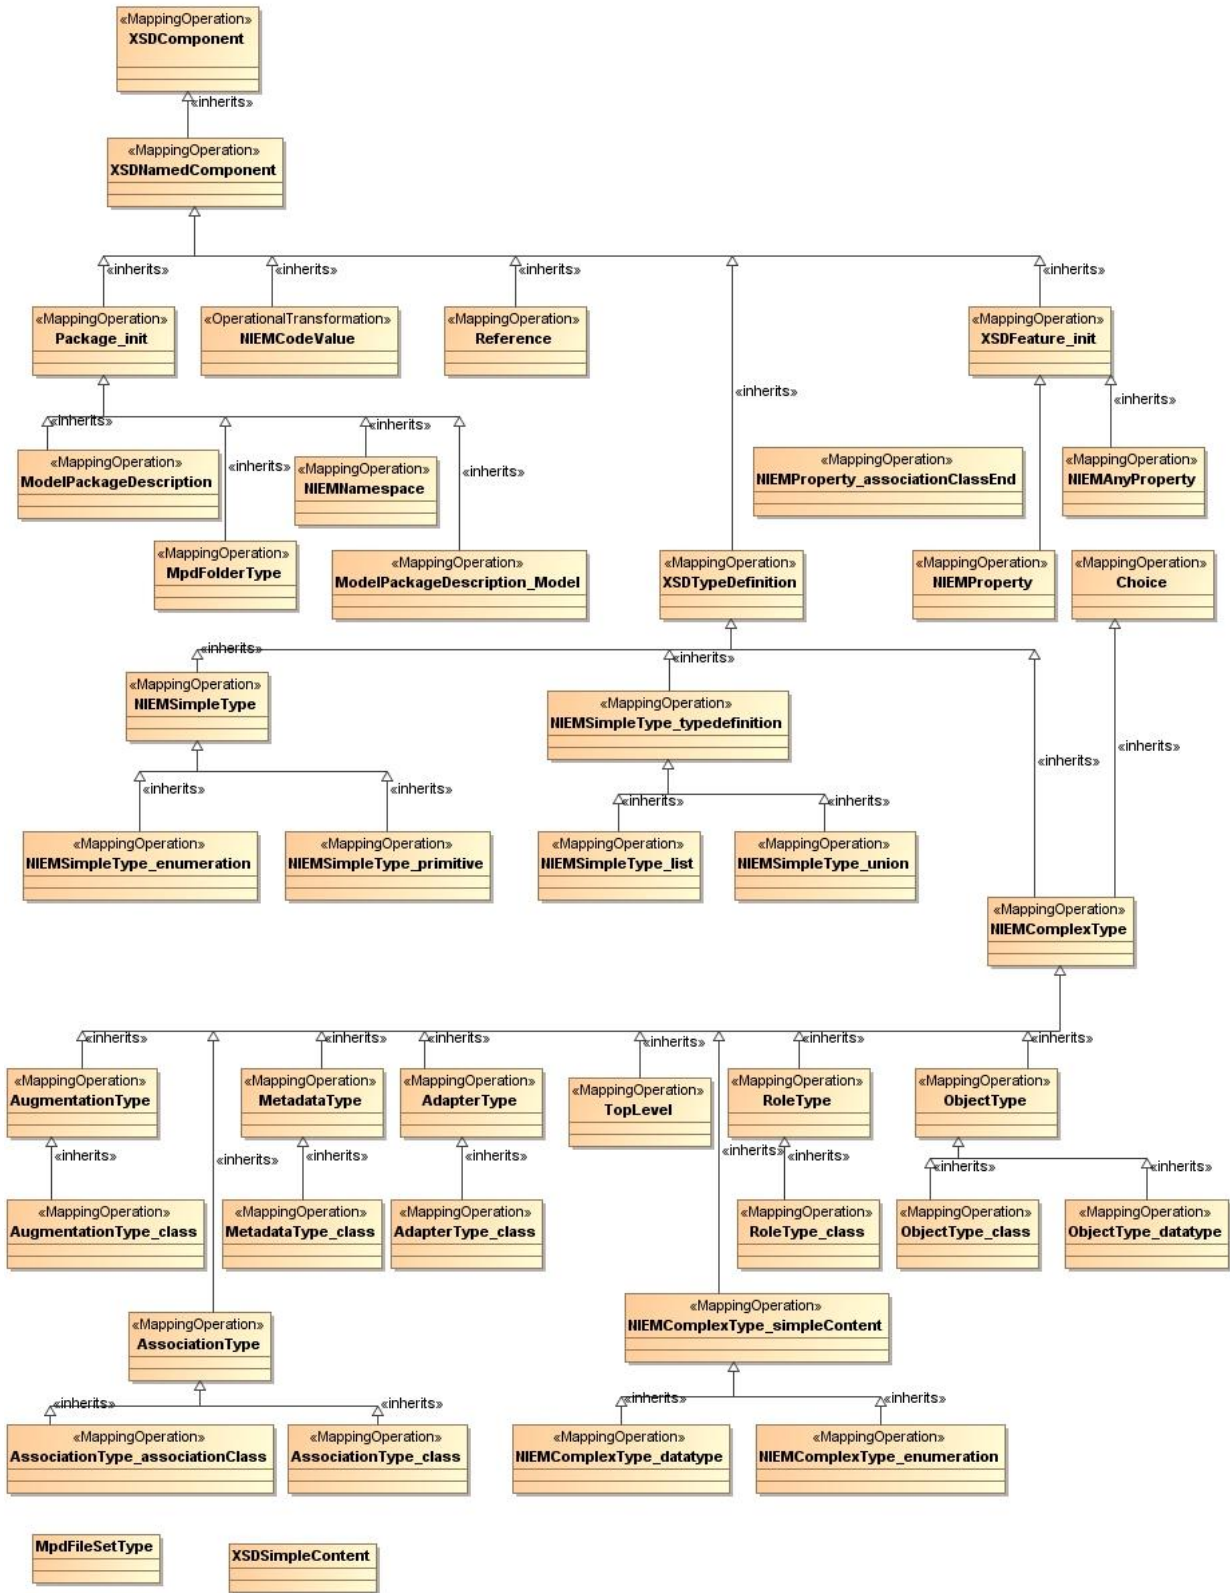 «MappingOperation»
XSDComponent
«inherits»
«MappingOperation»
XSDNamedComponent
«inherits»
«inherits»
«inherits»
«inherits»
«MappingOperation»
Package_init
«OperationalTransformation»
NIEMCodeValue
«MappingOperation»
Reference
«MappingOperation»
XSDFeature_init
«inherits»
«inherits»
«inherits»
«inherits»
«inherits»
«inherits»
«MappingOperation»
ModelPackageDescription
«MappingOperation»
NIEMNamespace
«MappingOperation»
NIEMProperty_associationClassEnd
«MappingOperation»
NIEMAnyProperty
«MappingOperation»
MpdFolderType
«MappingOperation»
ModelPackageDescription_Model
«MappingOperation»
XSDTypeDefinition
«MappingOperation»
NIEMProperty
«MappingOperation»
Choice
«inherits»
«inherits»
«MappingOperation»
NIEMSimpleType
«MappingOperation»
NIEMSimpleType_typedefinition
«inherits»
«inherits»
«inherits»
«inherits»
«inherits»
«inherits»
«MappingOperation»
NIEMSimpleType_enumeration
«MappingOperation»
NIEMSimpleType_primitive
«MappingOperation»
NIEMSimpleType_list
«MappingOperation»
NIEMSimpleType_union
«MappingOperation»
NIEMComplexType
«inherits»
«inherits»
«inherits»
«inherits»
«inherits»
«inherits»
«MappingOperation»
AugmentationType
«MappingOperation»
MetadataType
«MappingOperation»
AdapterType
«MappingOperation»
TopLevel
«MappingOperation»
RoleType
«MappingOperation»
ObjectType
«inherits»
«inherits»
«inherits»
«inherits»
«inherits»
«inherits»
«inherits»
«inherits»
«MappingOperation»
AugmentationType_class
«MappingOperation»
MetadataType_class
«MappingOperation»
AdapterType_class
«MappingOperation»
RoleType_class
«MappingOperation»
ObjectType_class
«MappingOperation»
ObjectType_datatype
«MappingOperation»
AssociationType
«MappingOperation»
NIEMComplexType_simpleContent
«inherits»
«inherits»
«inherits»
«inherits»
«MappingOperation»
AssociationType_associationClass
«MappingOperation»
AssociationType_class
«MappingOperation»
NIEMComplexType_datatype
«MappingOperation»
NIEMComplexType_enumeration
MpdFileSetType
XSDSimpleContent